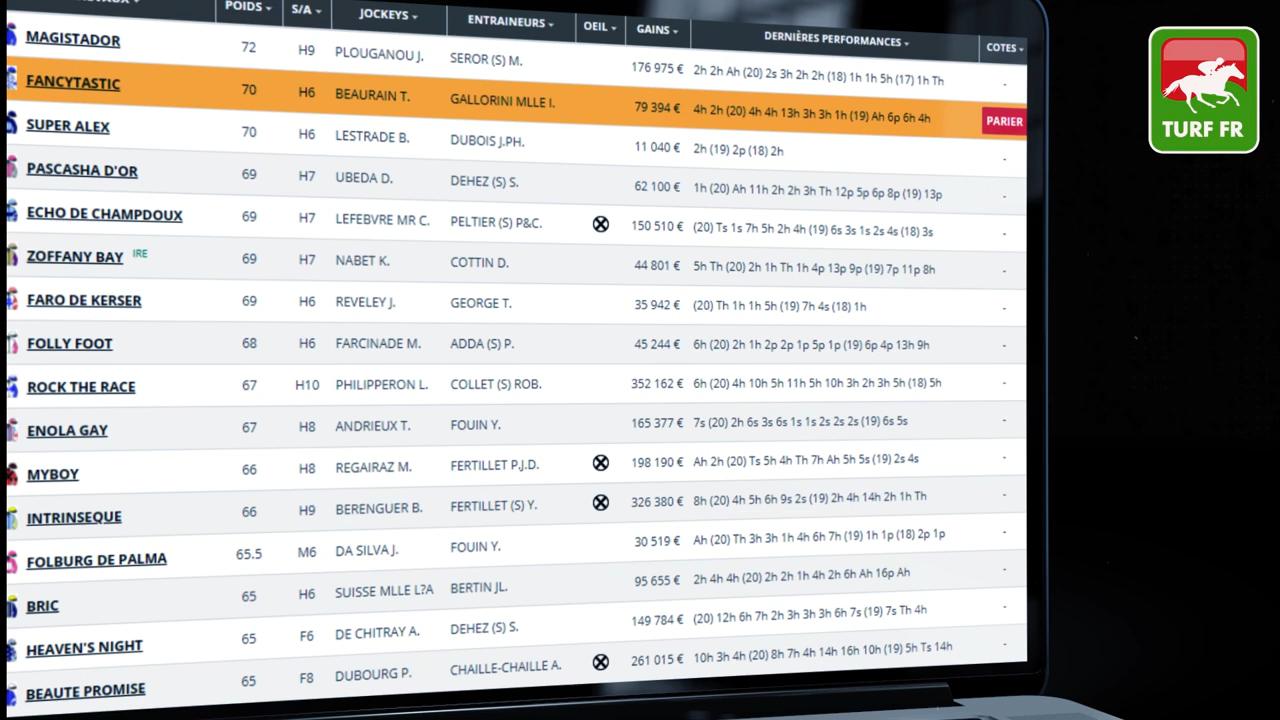 POIDS S/A JOCKEYS ENTRAINEURS OEIL GAINS DERNIÈRES PERFORMANCES COTES
MAGISTADOR 72 H9 PLOUGANOU J. SEROR (S) M. 176 975 € 2h 2h Ah (20) 2s 3h 2h 2h (18) 1h 1h 5h (17) 1h Th -
FANCYTASTIC 70 H6 BEAURAIN T. GALLORINI MLLE I. 79 394 € 4h 2h (20) 4h 4h 13h 3h 3h 1h (19) Ah 6p 6h 4h PARIER
SUPER ALEX 70 H6 LESTRADE B. DUBOIS J.PH. 11 040 € 2h (19) 2p (18) 2h -
PASCASHA D'OR 69 H7 UBEDA D. DEHEZ (S) S. 62 100 € 1h (20) Ah 11h 2h 2h 3h Th 12p 5p 6p 8p (19) 13p -
ECHO DE CHAMPDOUX 69 H7 LEFEBVRE MR C. PELTIER (S) P&C. 150 510 € (20) Ts 1s 7h 5h 2h 4h (19) 6s 3s 1s 2s 4s (18) 3s -
ZOFFANY BAY IRE 69 H7 NABET K. COTTIN D. 44 801 € 5h Th (20) 2h 1h Th 1h 4p 13p 9p (19) 7p 11p 8h -
FARO DE KERSER 69 H6 REVELEY J. GEORGE T. 35 942 € (20) Th 1h 1h 5h (19) 7h 4s (18) 1h -
FOLLY FOOT 68 H6 FARCINADE M. ADDA (S) P. 45 244 € 6h (20) 2h 1h 2p 2p 1p 5p 1p (19) 6p 4p 13h 9h -
ROCK THE RACE 67 H10 PHILIPPERON L. COLLET (S) ROB. 352 162 € 6h (20) 4h 10h 5h 11h 5h 10h 3h 2h 3h 5h (18) 5h -
ENOLA GAY 67 H8 ANDRIEUX T. FOUIN Y. 165 377 € 7s (20) 2h 6s 3s 6s 1s 1s 2s 2s 2s (19) 6s 5s -
MYBOY 66 H8 REGAIRAZ M. FERTILLET P.J.D. 198 190 € Ah 2h (20) Ts 5h 4h Th 7h Ah 5h 5s (19) 2s 4s -
INTRINSEQUE 66 H9 BERENGUER B. FERTILLET (S) Y. 326 380 € 8h (20) 4h 5h 6h 9s 2s (19) 2h 4h 14h 2h 1h Th -
FOLBURG DE PALMA 65.5 M6 DA SILVA J. FOUIN Y. 30 519 € Ah (20) Th 3h 3h 1h 4h 6h 7h (19) 1h 1p (18) 2p 1p -
BRIC 65 H6 SUISSE MLLE L?A BERTIN JL. 95 655 € 2h 4h 4h (20) 2h 2h 1h 4h 2h 6h Ah 16p Ah -
HEAVEN'S NIGHT 65 F6 DE CHITRAY A. DEHEZ (S) S. 149 784 € (20) 12h 6h 7h 2h 3h 3h 3h 6h 7s (19) 7s Th 4h -
BEAUTE PROMISE 65 F8 DUBOURG P. CHAILLE-CHAILLE A. 261 015 € 10h 3h 4h (20) 8h 7h 4h 14h 16h 10h (19) 5h Ts 14h -
TURF FR